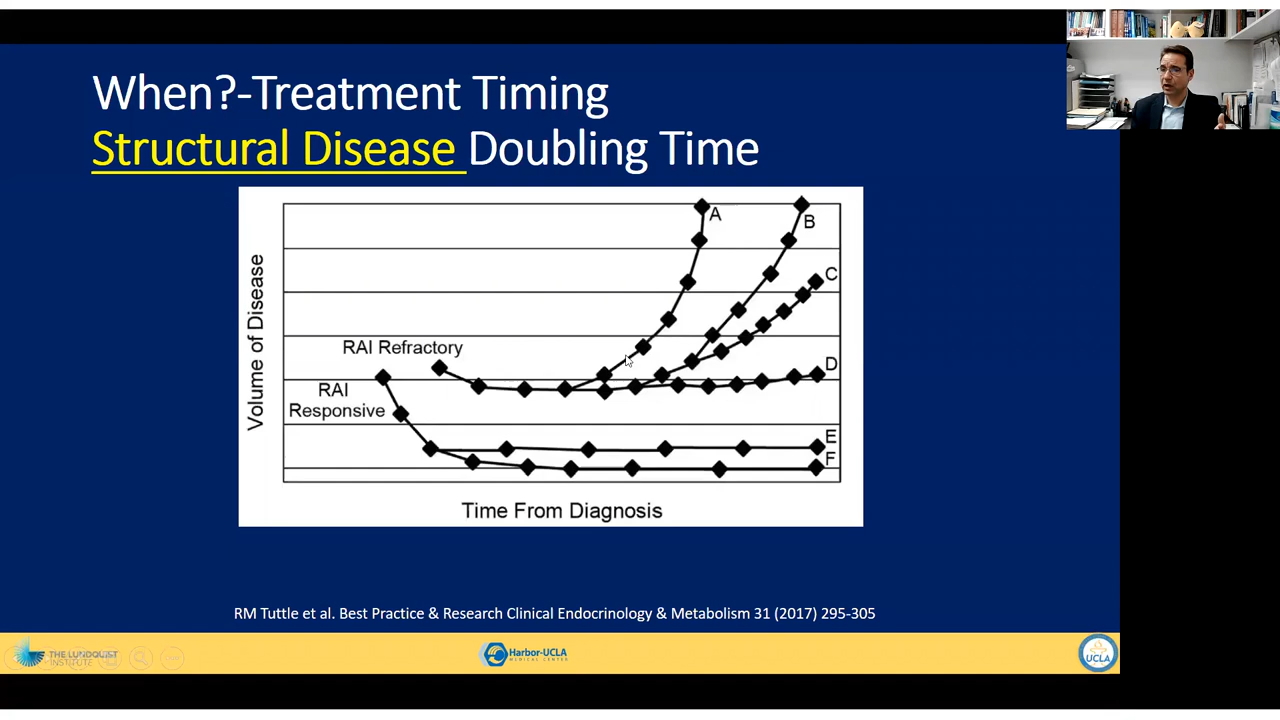 When?-Treatment Timing
Structural Disease Doubling Time
A
B
C
RAI Refractory
D
RAI
Responsive
E
F
Volume of Disease
Time From Diagnosis
RM Tuttle et al. Best Practice & Research Clinical Endocrinology & Metabolism 31 (2017) 295-305
THE LUNDQUIST
INSTITUTE
Harbor-UCLA
MEDICAL CENTER
UCLA